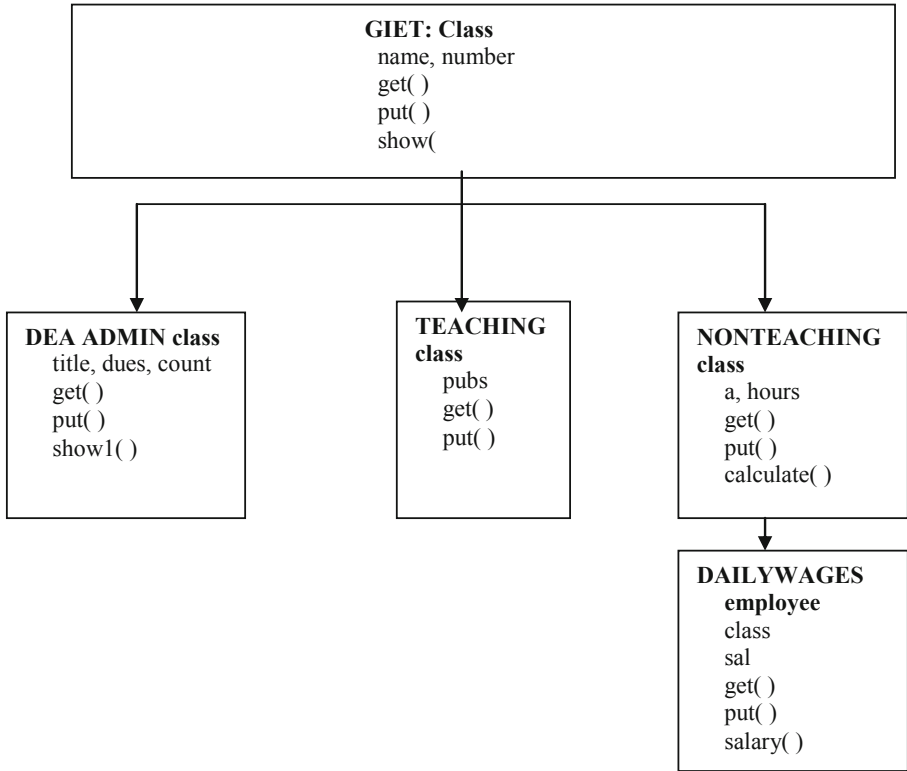 GIET: Class
name, number
get( )
put( )
show(
DEA ADMIN class
title, dues, count
get( )
put( )
show1( )
TEACHING
class
pubs
get( )
put( )
NONTEACHING
class
a, hours
get( )
put( )
calculate( )
DAILYWAGES
employee
class
sal
get( )
put( )
salary( )